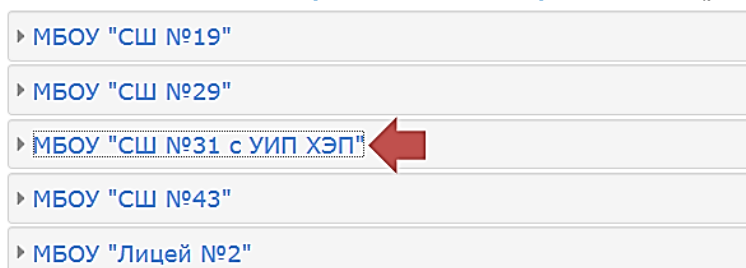 МБОУ "СШ №19"
МБОУ "СШ №29"
МБОУ "СШ №31 с УИП ХЭП"
МБОУ "СШ №43"
МБОУ "Лицей №2"